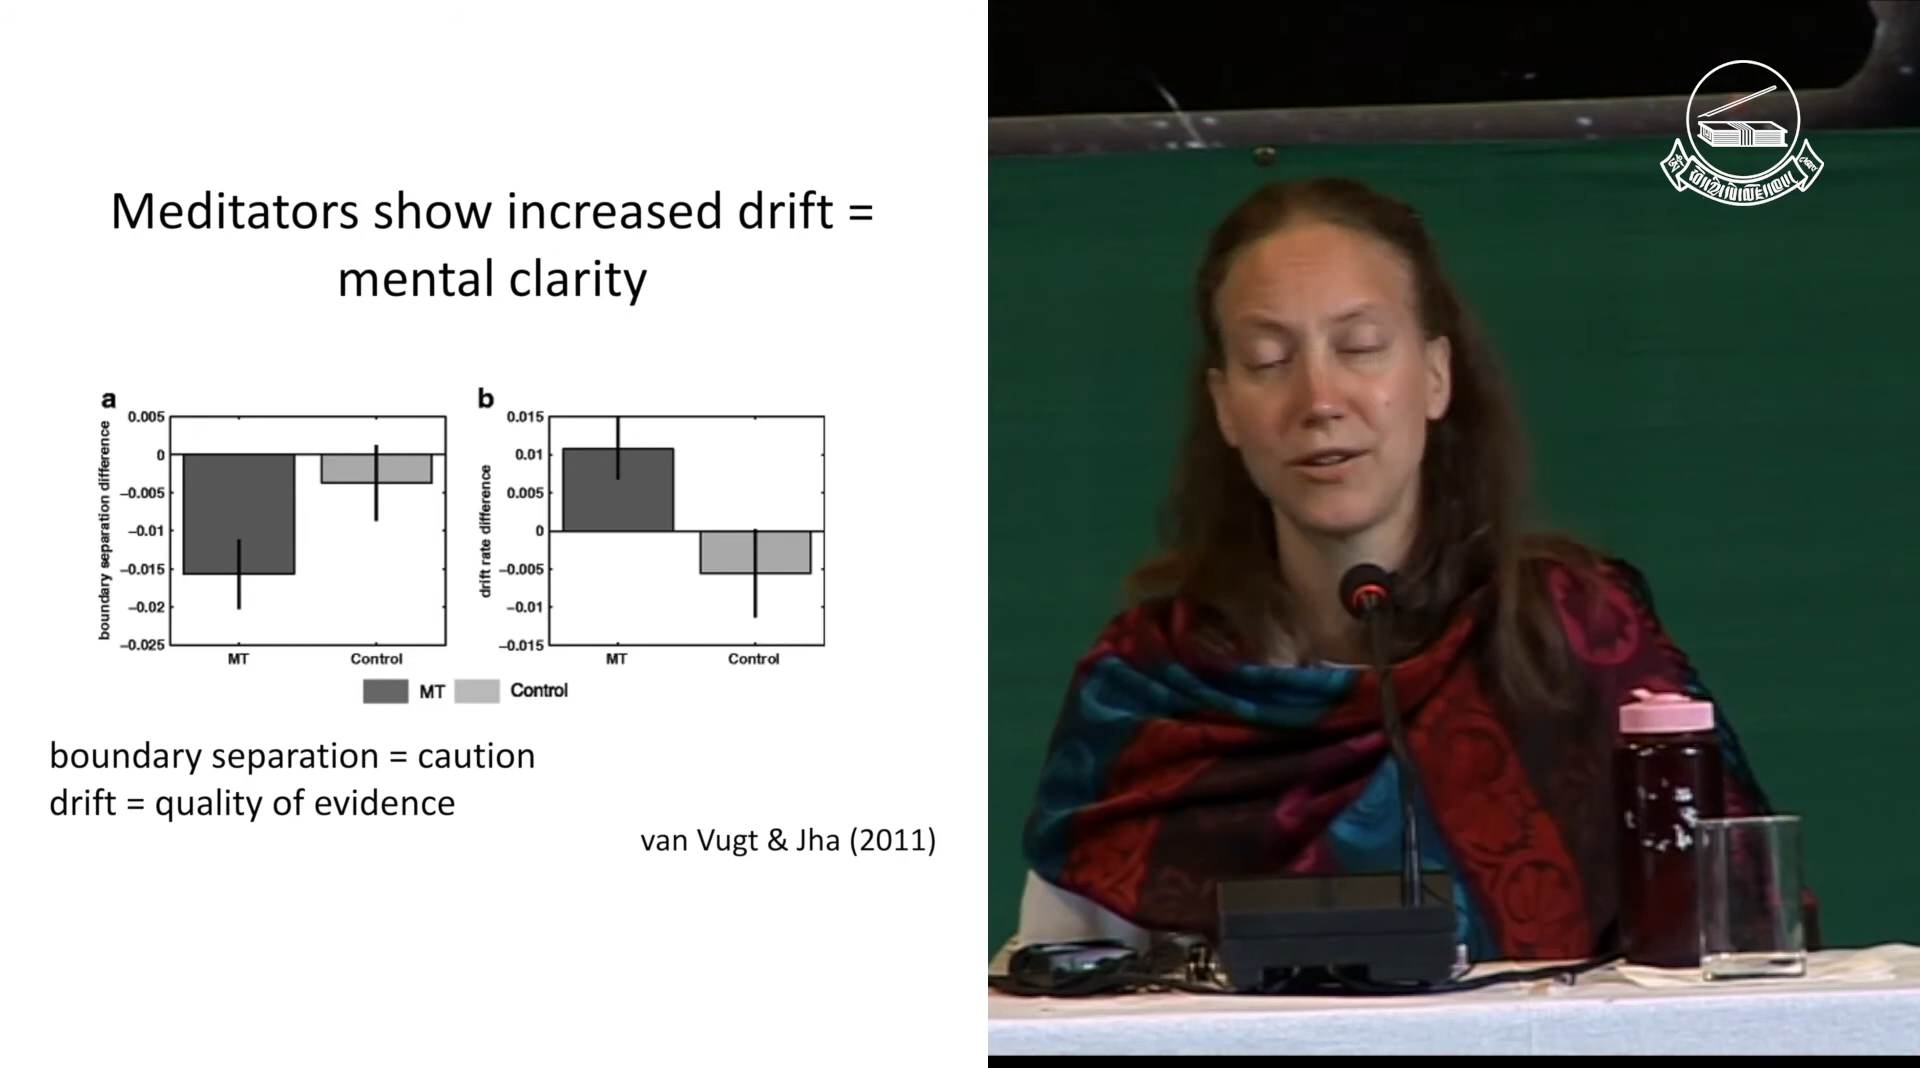 Meditators show increased drift =
mental clarity
a
0.005
0
−0.005
−0.01
−0.015
−0.02
−0.025
boundary separation difference
MT
Control
b
0.015
0.01
0.005
0
−0.005
−0.01
−0.015
drift rate difference
MT
Control
MT
Control
boundary separation = caution
drift = quality of evidence
van Vugt & Jha (2011)